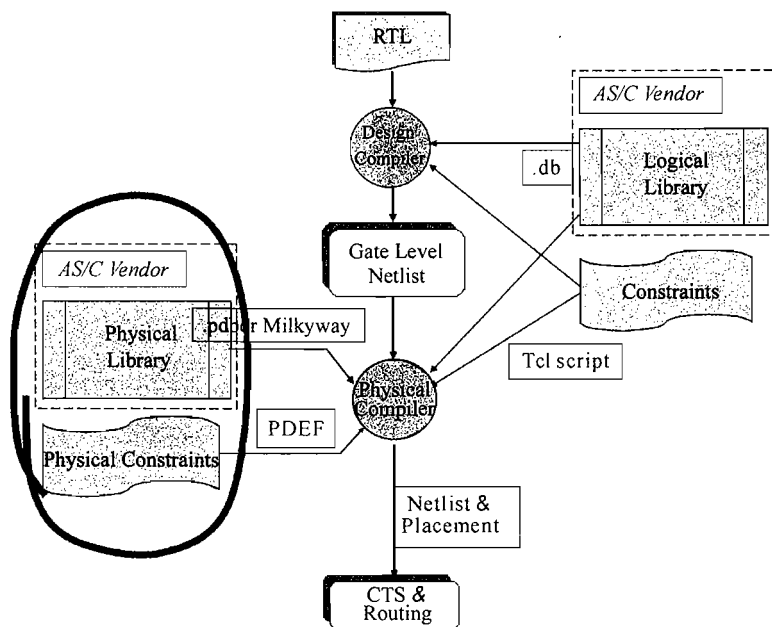 RTL
AS/C Vendor
Design
Compiler
.db
Logical
Library
Gate Level
Netlist
AS/C Vendor
Constraints
Physical
Library
Milkyway
Tcl script
Physical
Compiler
PDEF
Physical Constraints
Netlist &
Placement
CTS &
Routing